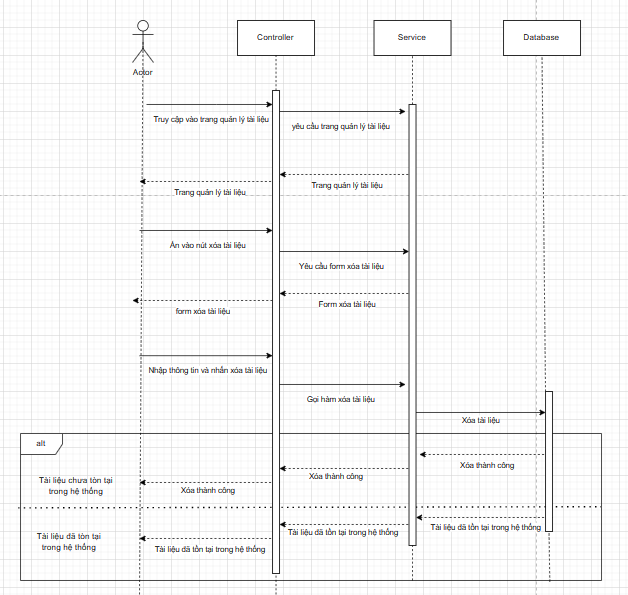 Controller
Service
Database
Actor
Truy cập vào trang quản lý tài liệu
yêu cầu trang quản lý tài liệu
Trang quản lý tài liệu
Trang quản lý tài liệu
Ấn vào nút xóa tài liệu
Yêu cầu form xóa tài liệu
Form xóa tài liệu
form xóa tài liệu
Nhập thông tin và nhấn xóa tài liệu
Gọi hàm xóa tài liệu
Xóa tài liệu
alt
Xóa thành công
Xóa thành công
Xóa thành công
Tài liệu chưa tòn tại
trong hệ thống
Tài liệu đã tồn tại trong hệ thống
Tài liệu đã tồn tại trong hệ thống
Tài liệu đã tồn tại trong hệ thống
Tài liệu đã tòn tại
trong hệ thống